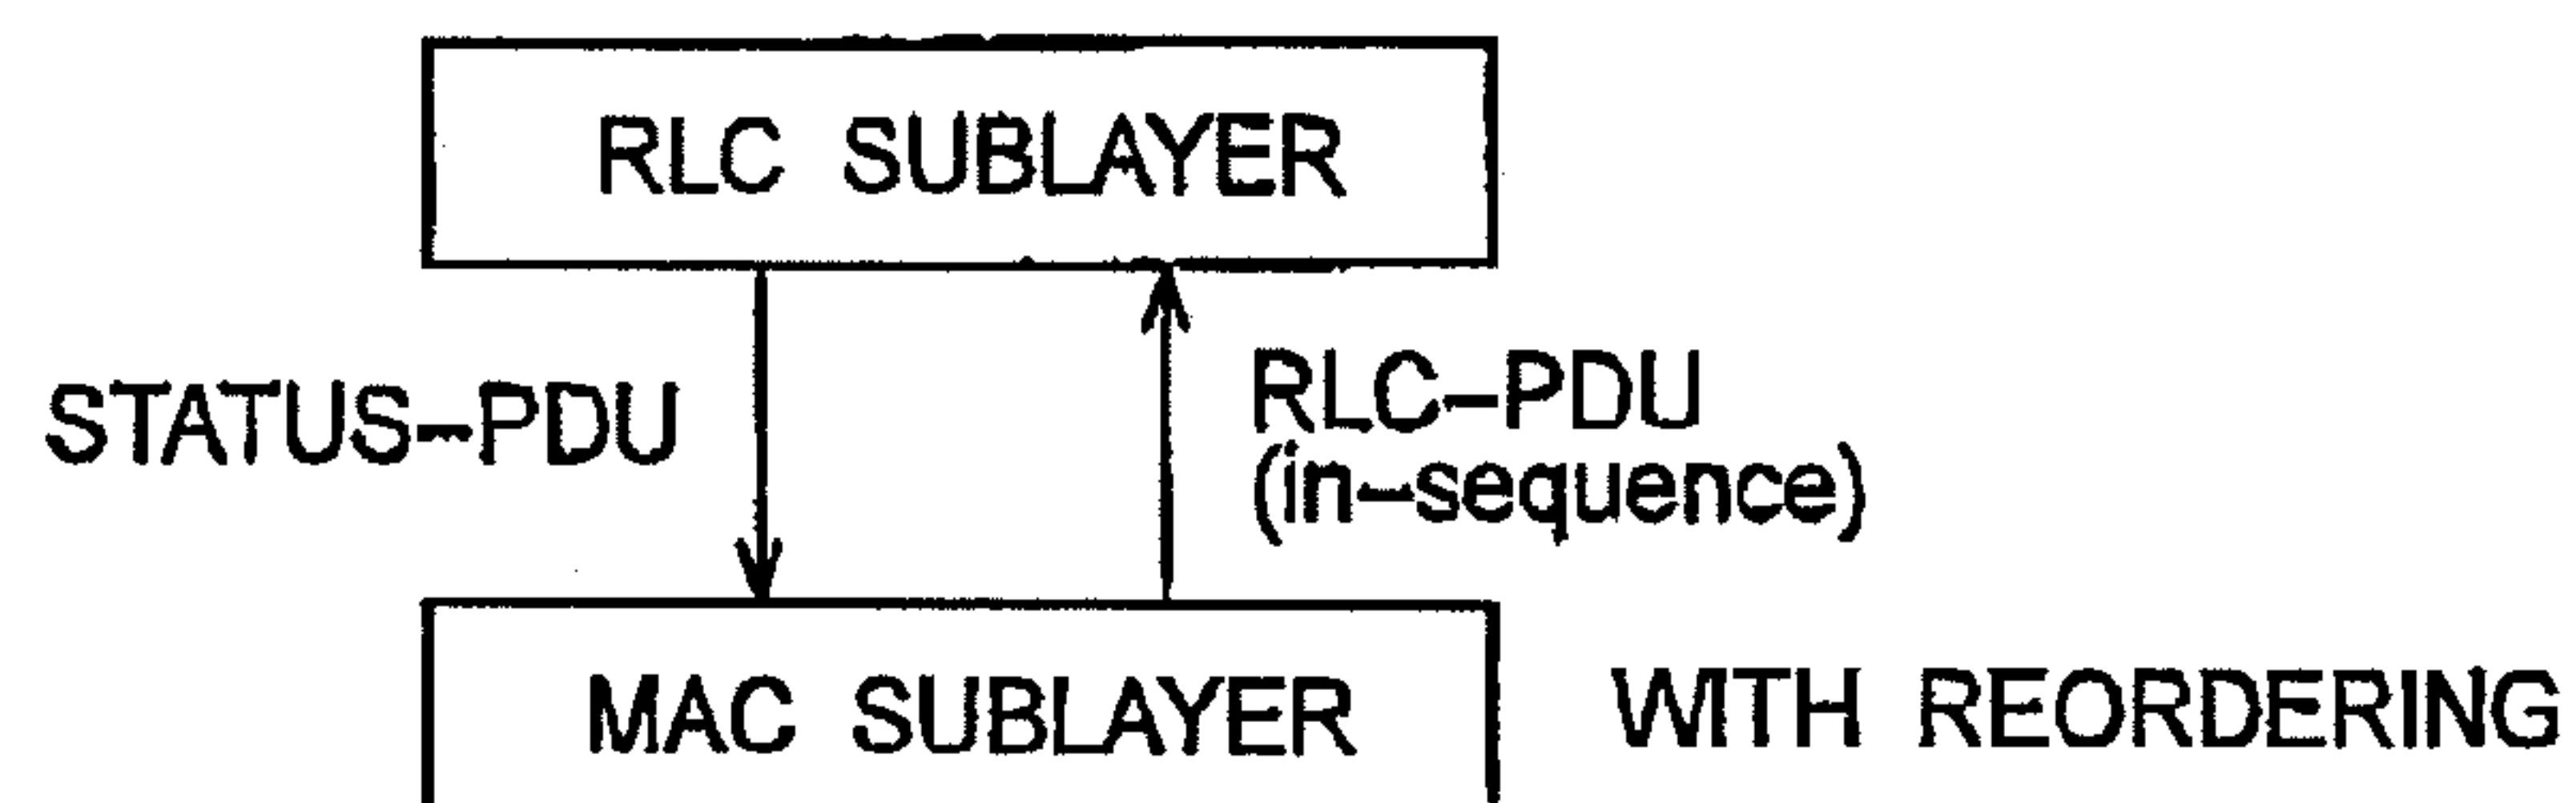 RLC SUBLAYER
STATUS-PDU
RLC-PDU
(in-sequence)
MAC SUBLAYER
WITH REORDERING